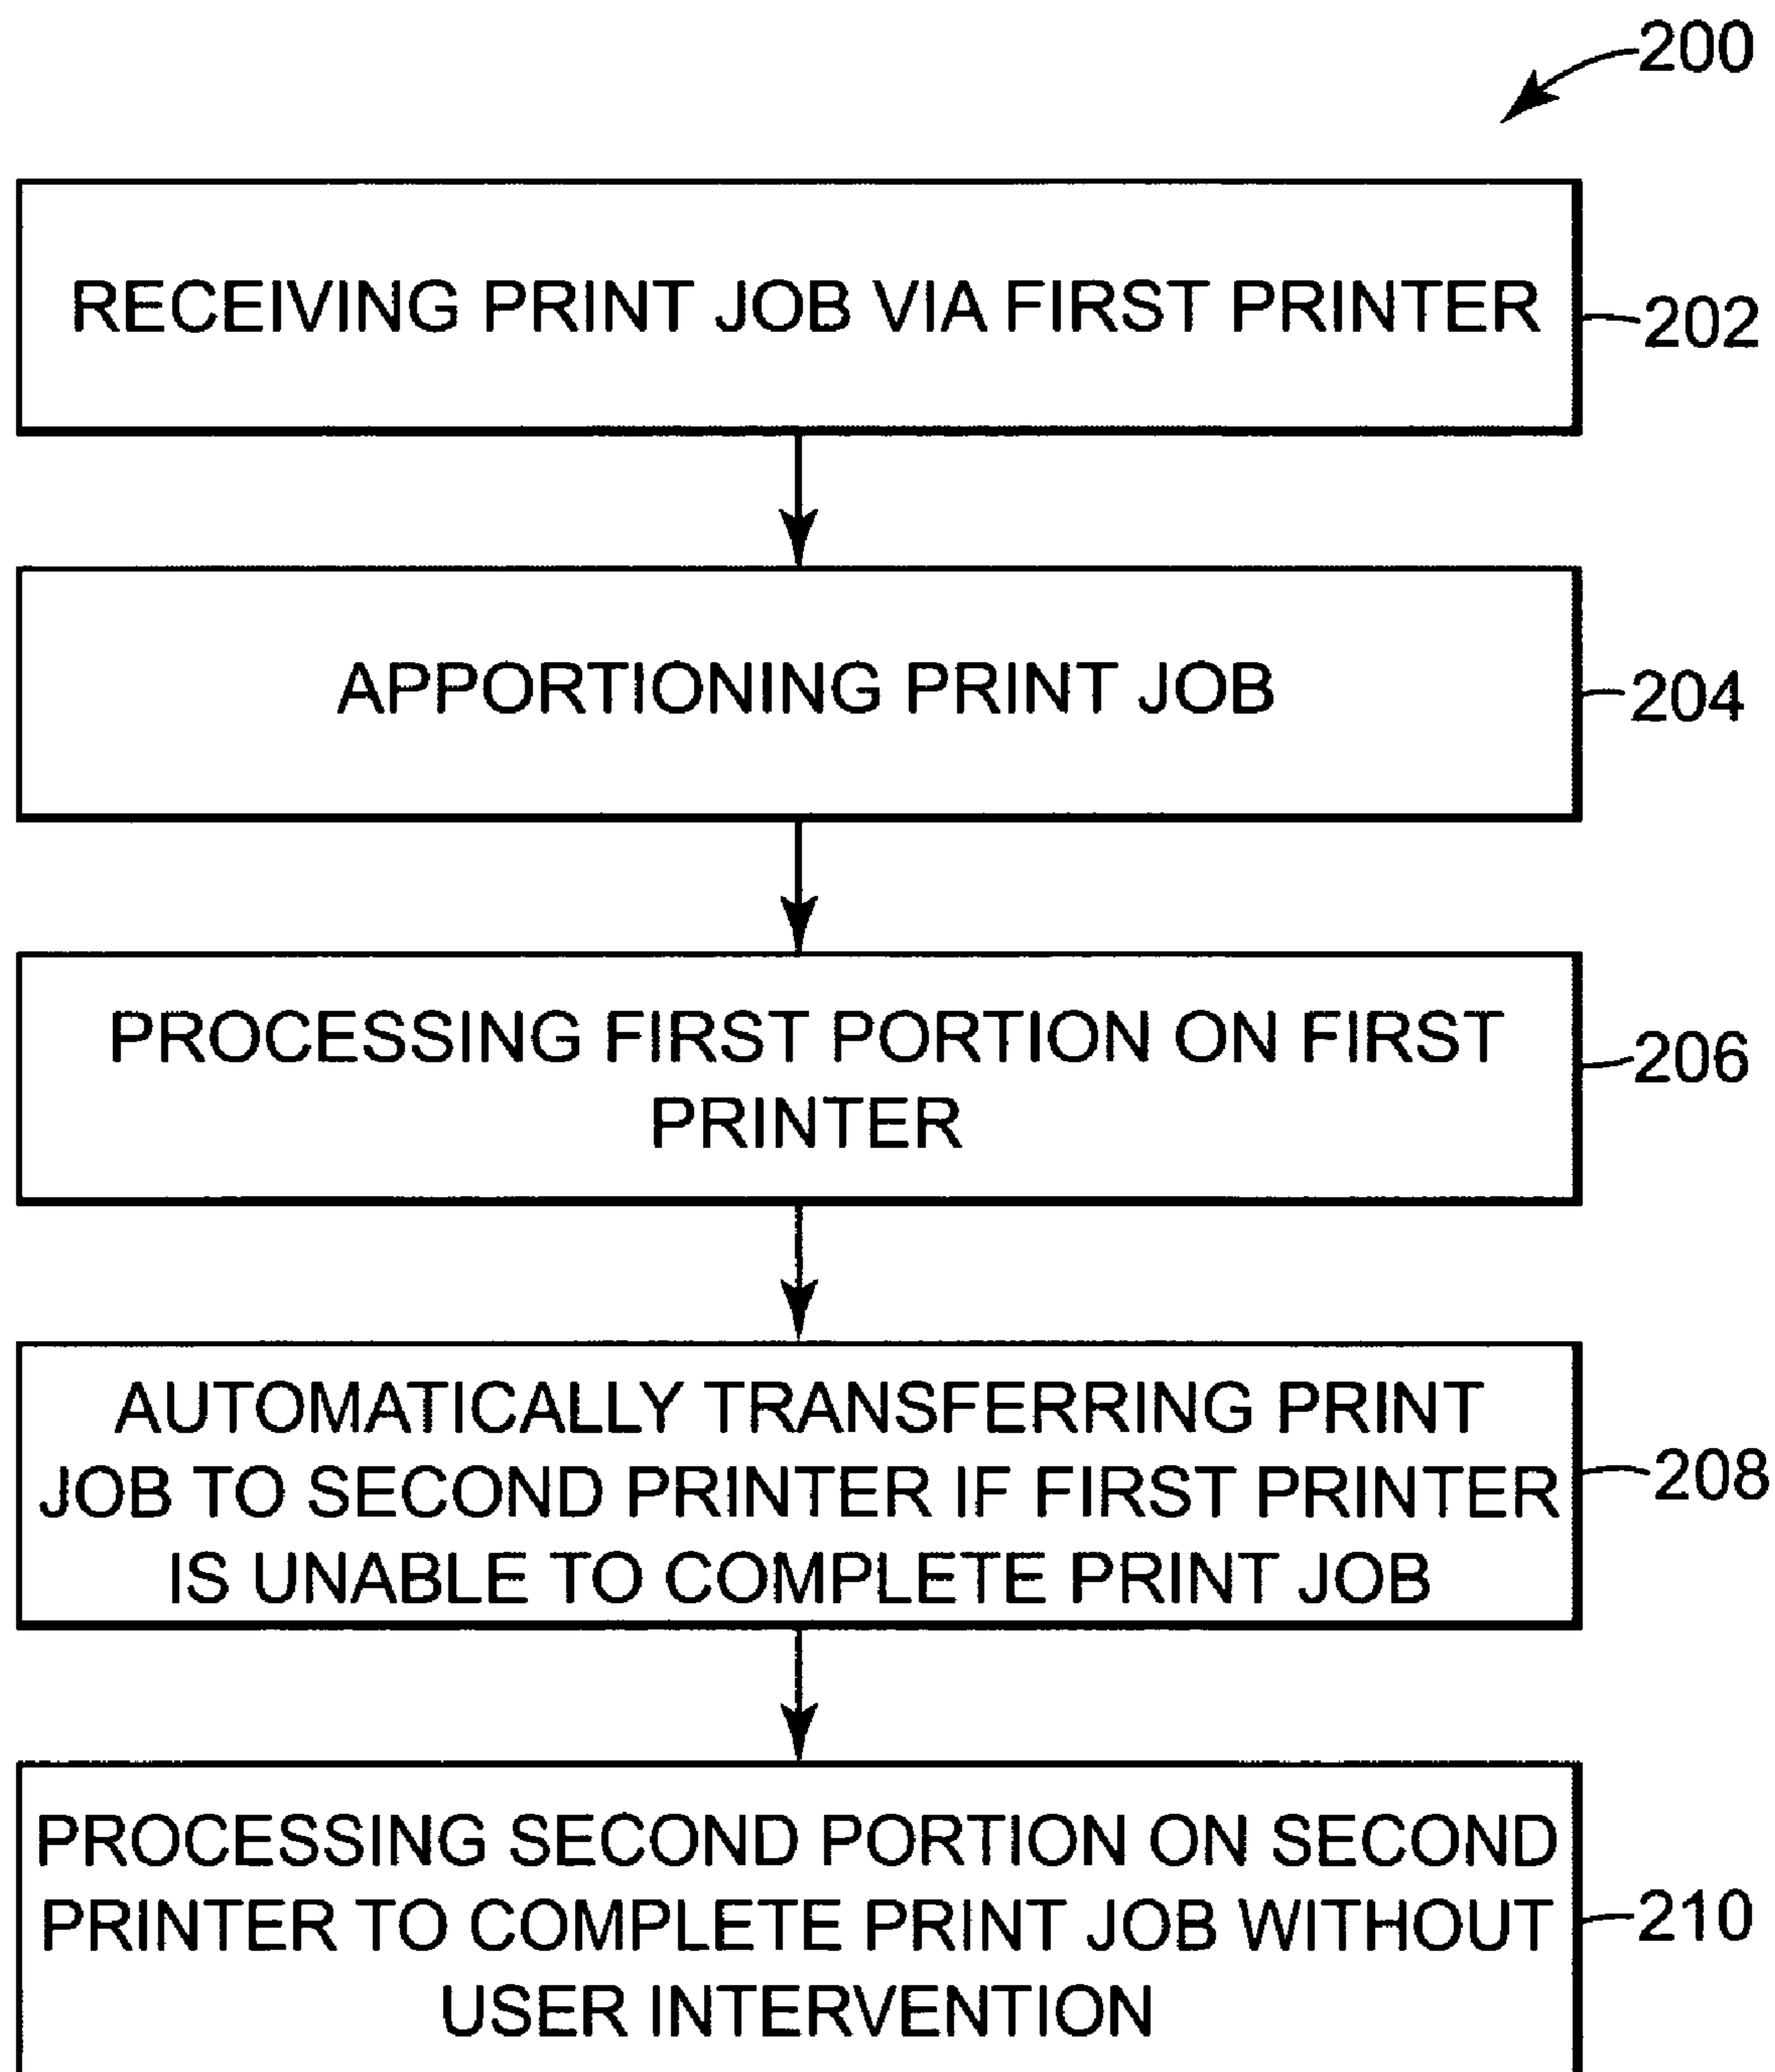 200
RECEIVING PRINT JOB VIA FIRST PRINTER
202
APPORTIONING PRINT JOB
204
PROCESSING FIRST PORTION ON FIRST
PRINTER
206
AUTOMATICALLY TRANSFERRING PRINT
JOB TO SECOND PRINTER IF FIRST PRINTER
IS UNABLE TO COMPLETE PRINT JOB
208
PROCESSING SECOND PORTION ON SECOND
PRINTER TO COMPLETE PRINT JOB WITHOUT
USER INTERVENTION
210